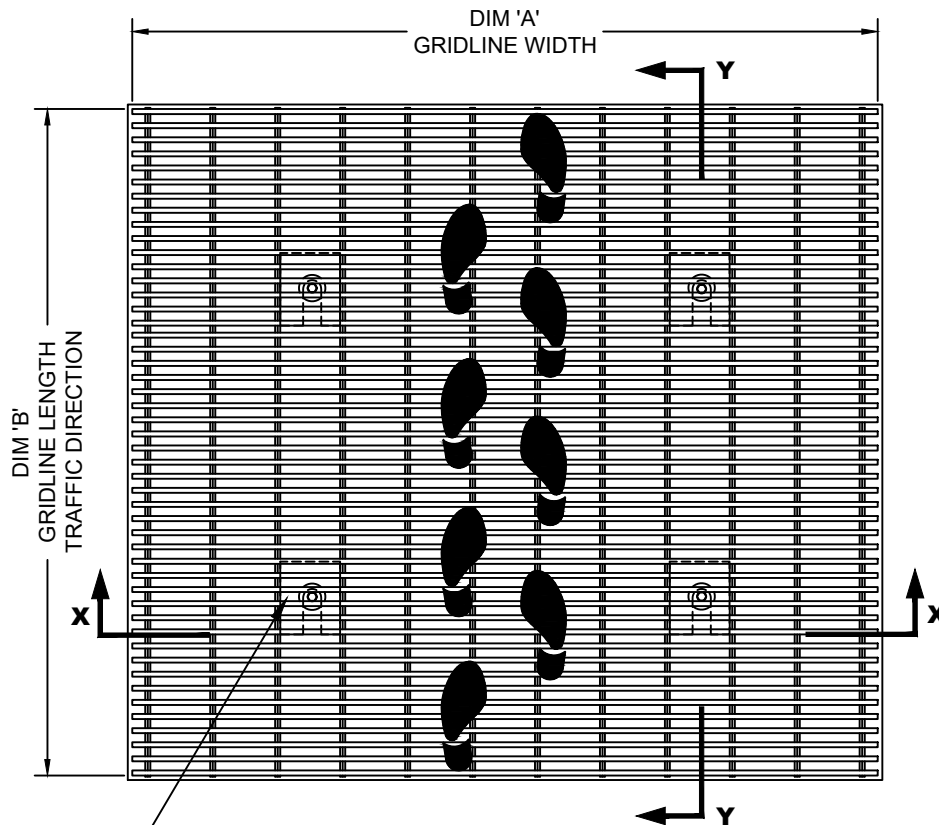 DIM 'A'
GRIDLINE WIDTH
Y
DIM 'B'
GRIDLINE LENGTH
TRAFFIC DIRECTION
X
X
Y